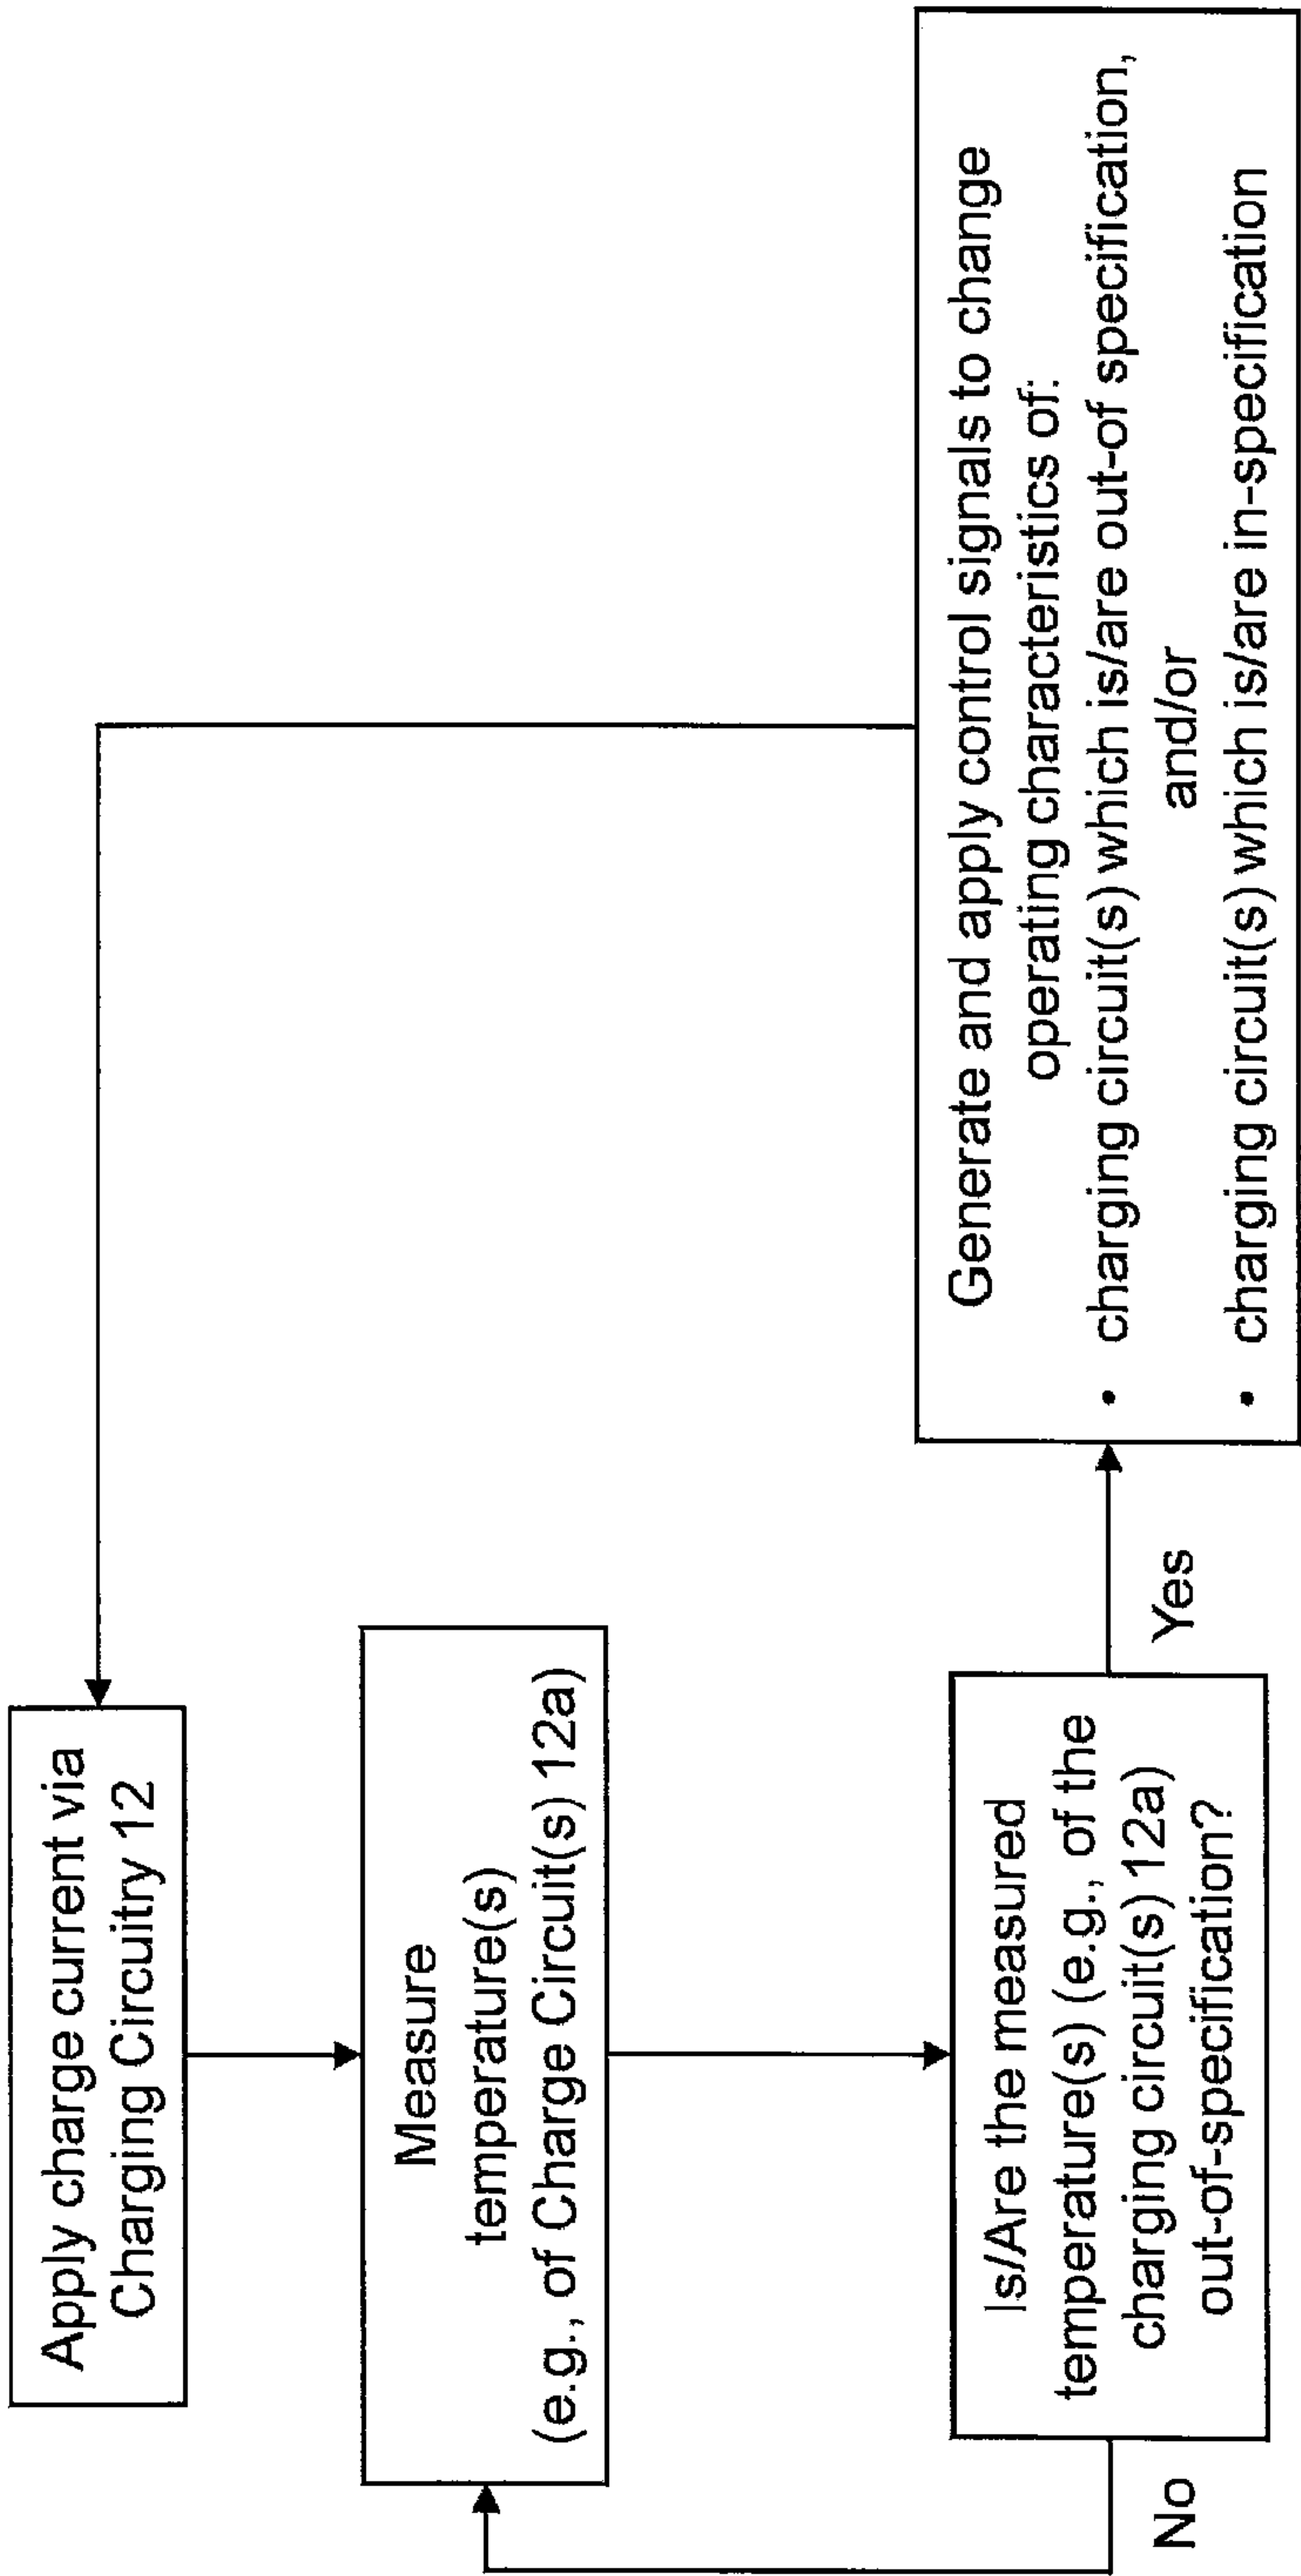 Apply charge current via
Charging Circuitry 12
Measure
temperature(s)
(e.g., of Charge Circuit(s) 12a)
Is/Are the measured
temperature(s) (e.g., of the
charging circuit(s) 12a)
out-of-specification?
No
Yes
Generate and apply control signals to change
operating characteristics of:
• charging circuit(s) which is/are out-of specification,
and/or
• charging circuit(s) which is/are in-specification